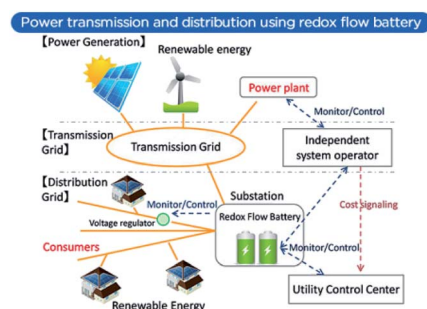 Power transmission and distribution using redox flow battery
【Power Generation】
Renewable energy
Power plant
Monitor/Control
【Transmission
Grid】
Transmission Grid
Independent
system operator
【Distribution
Grid】
Monitor/Control
Substation
Redox Flow Battery
Voltage regulator
Cost signaling
Consumers
Monitor/Control
Utility Control Center
Renewable Energy